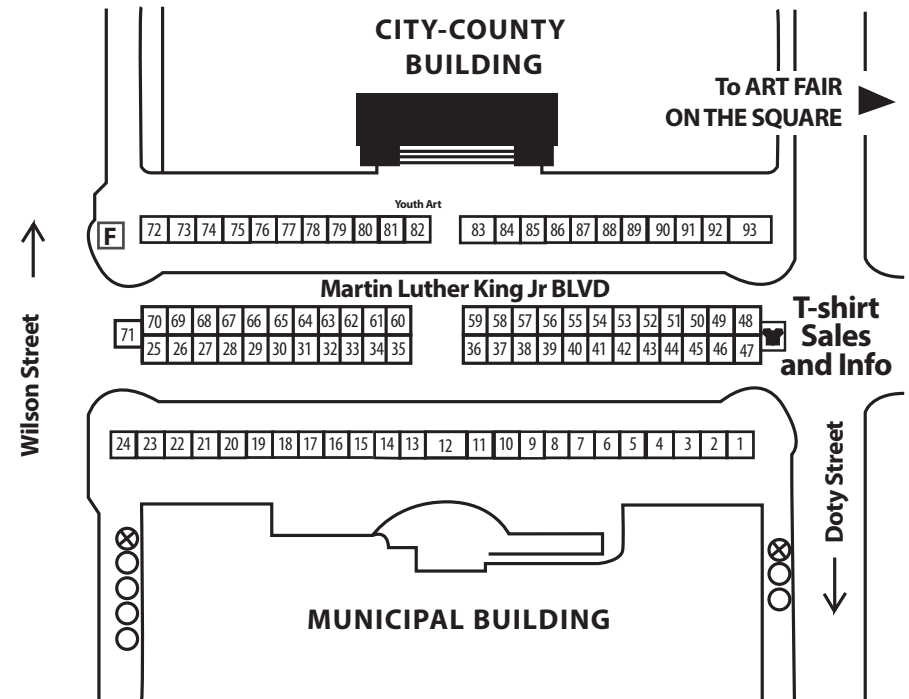 CITY-COUNTY
BUILDING
To ART FAIR
ON THE SQUARE
Youth Art
F
72 73 74 75 76 77 78 79 80 81 82
83 84 85 86 87 88 89 90 91 92 93
Martin Luther King Jr BLVD
71
70 69 68 67 66 65 64 63 62 61 60
59 58 57 56 55 54 53 52 51 50 49 48
25 26 27 28 29 30 31 32 33 34 35
36 37 38 39 40 41 42 43 44 45 46 47
T-shirt
Sales
and Info
Wilson Street
24 23 22 21 20 19 18 17 16 15 14 13 12 11 10 9 8 7 6 5 4 3 2 1
Doty Street
MUNICIPAL BUILDING